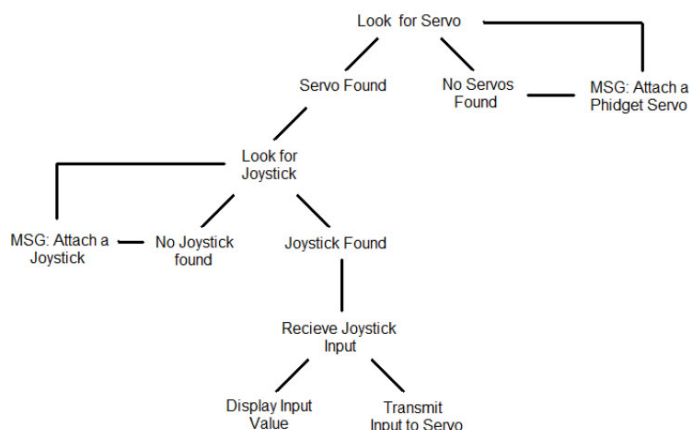 Look for Servo
Servo Found
No Servos
Found
MSG: Attach a
Phidget Servo
Look for
Joystick
MSG: Attach a
Joystick
No Joystick
found
Joystick Found
Recieve Joystick
Input
Display Input
Value
Transmit
Input to Servo